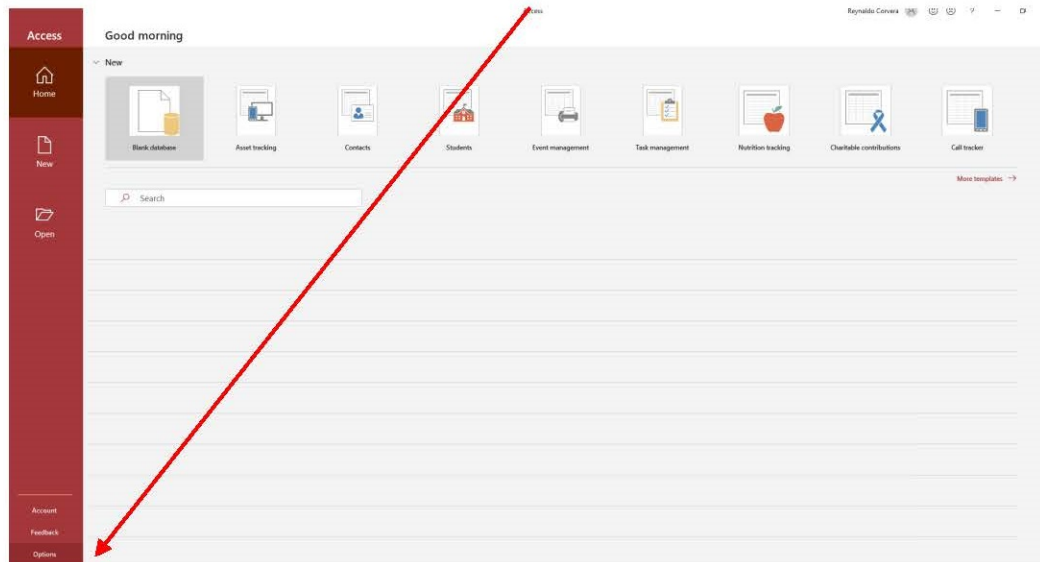 Access
Reynaldo Corvera
?
Access
Good morning
New
Home
Blank database
Asset tracking
Contacts
Students
Event management
Task management
Nutrition tracking
Charitable contributions
Call tracker
New
More templates
Search
Open
Account
Feedback
Options